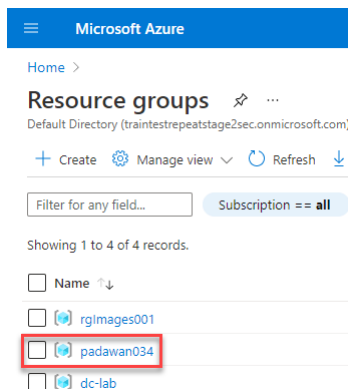 Microsoft Azure
Home >
Resource groups
Default Directory (traintestrepeatstage2sec.onmicrosoft.com)
Create Manage view Refresh
Filter for any field... Subscription == all
Showing 1 to 4 of 4 records.
Name ↑↓
rgImages001
padawan034
dc-lab